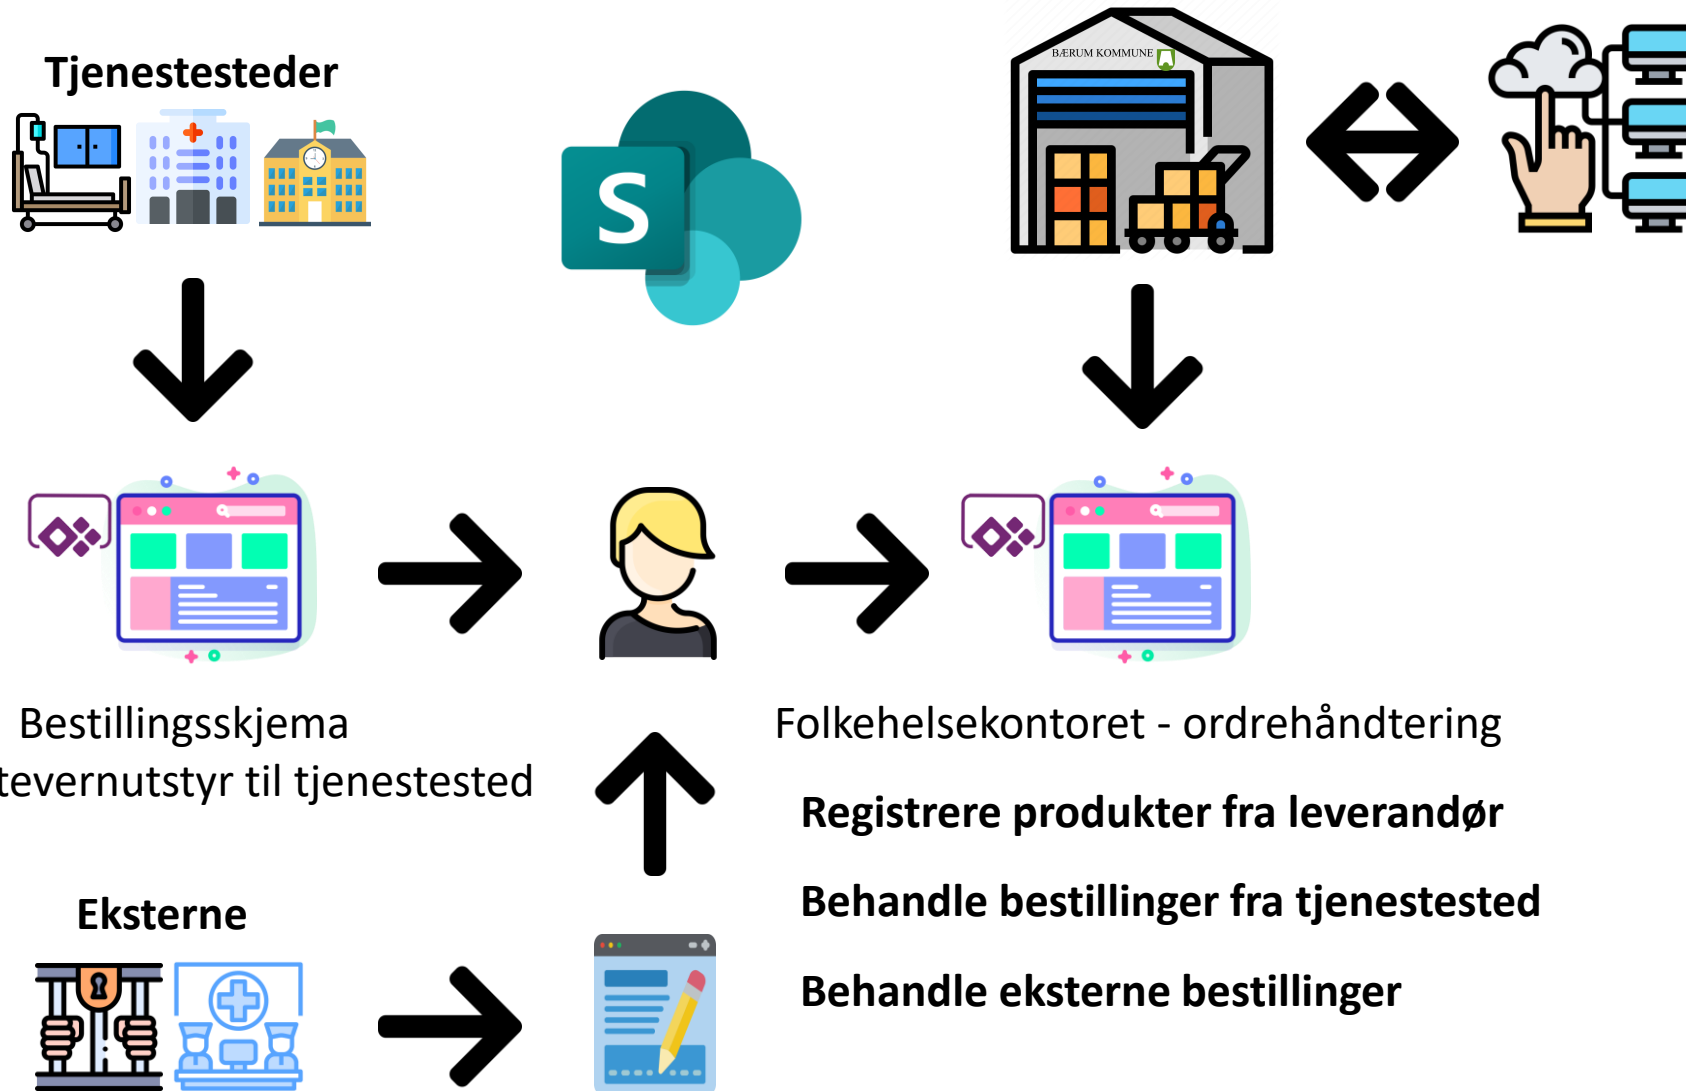 Tjenestesteder
BÆRUM KOMMUNE
S
Bestillingsskjema
til tjenestested
Folkehelsekontoret - ordrehåndtering
Registrere produkter fra leverandør
Behandle bestillinger fra tjenestested
Behandle eksterne bestillinger
Eksterne